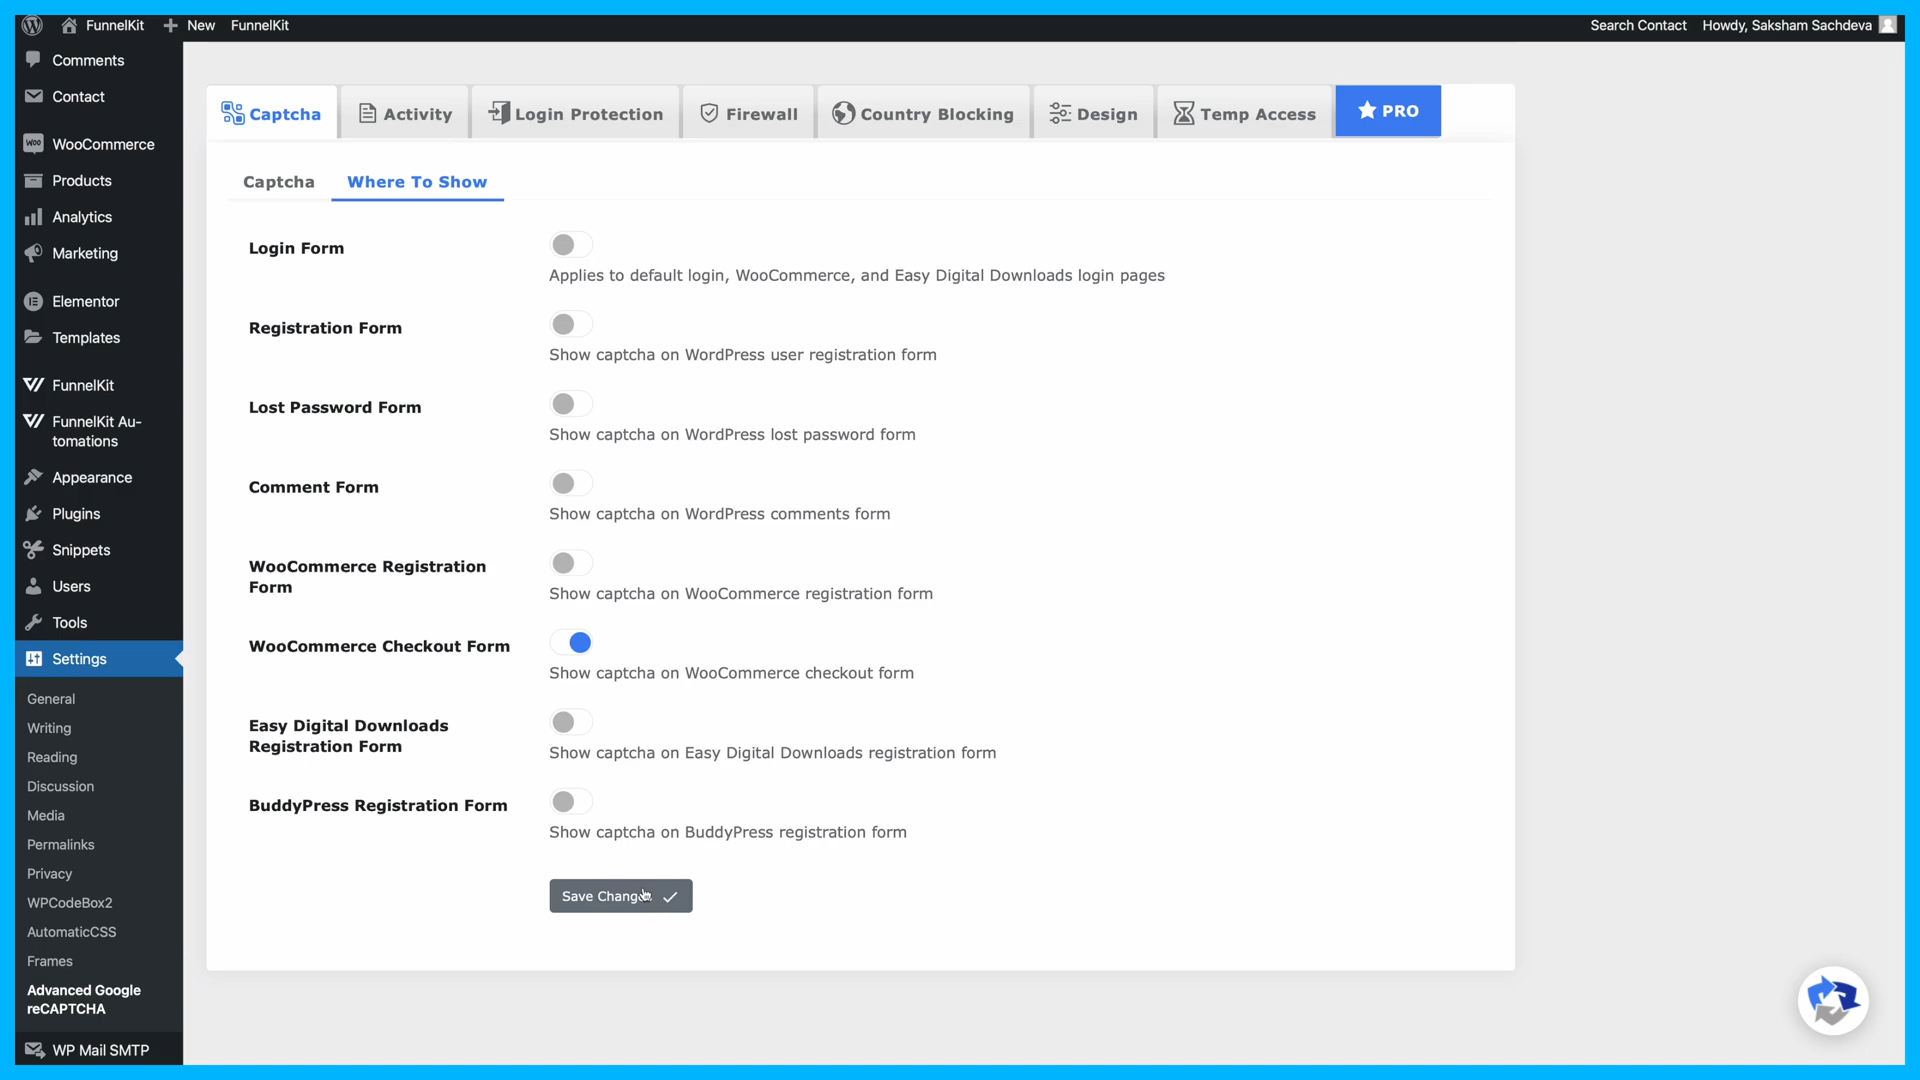 FunnelKit
New
FunnelKit
Search Contact
Howdy, Saksham Sachdeva
Comments
Contact
WOO
WooCommerce
Products
Analytics
Marketing
Elementor
Templates
FunnelKit
FunnelKit Au-
tomations
Appearance
Plugins
Snippets
Users
Tools
Settings
General
Writing
Reading
Discussion
Media
Permalinks
Privacy
WPCodeBox2
AutomaticCSS
Frames
Advanced Google
reCAPTCHA
WP Mail SMTP
Captcha
Activity
Login Protection
Firewall
Country Blocking
Design
Temp Access
PRO
Captcha
Where To Show
Login Form
Applies to default login, WooCommerce, and Easy Digital Downloads login pages
Registration Form
Show captcha on WordPress user registration form
Lost Password Form
Show captcha on WordPress lost password form
Comment Form
Show captcha on WordPress comments form
WooCommerce Registration
Form
Show captcha on WooCommerce registration form
WooCommerce Checkout Form
Show captcha on WooCommerce checkout form
Easy Digital Downloads
Registration Form
Show captcha on Easy Digital Downloads registration form
BuddyPress Registration Form
Show captcha on BuddyPress registration form
Save Changes